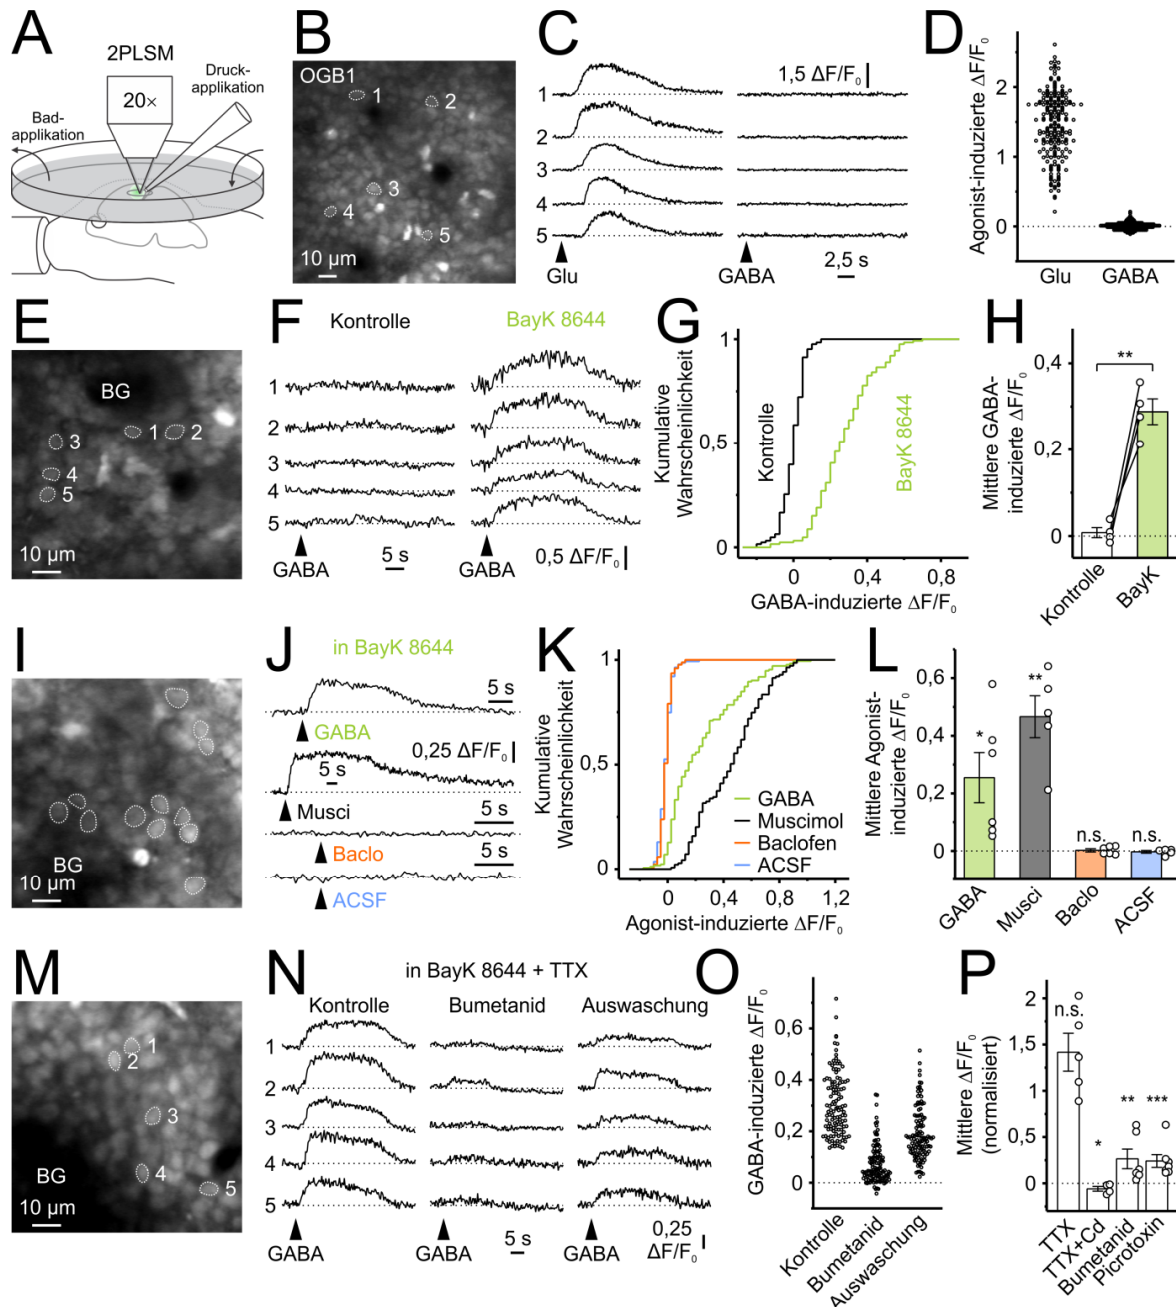 A
2PLSM
Druck-
applikation
20×
Bad-
applikation
B
OGB1
1
2
3
4
5
10 µm
C
1,5 ΔF/F₀
1
2
3
4
5
Glu
GABA
2,5 s
D
Agonist-induzierte ΔF/F₀
2
1
0
Glu
GABA
E
BG
1
2
3
4
5
10 µm
F
Kontrolle
BayK 8644
1
2
3
4
5
GABA
5 s
GABA
0,5 ΔF/F₀
G
Kumulative
Wahrscheinlichkeit
1
0,5
0
Kontrolle
BayK 8644
0
0,4
0,8
GABA-induzierte ΔF/F₀
H
Mittlere GABA-
induzierte ΔF/F₀
0,4
0,2
0
**
Kontrolle
BayK
I
BG
10 µm
J
in BayK 8644
5 s
GABA
0,25 ΔF/F₀
5 s
Musci
5 s
Baclo
5 s
ACSF
K
Kumulative
Wahrscheinlichkeit
1
0,5
0
GABA
Muscimol
Baclofen
ACSF
0
0,4
0,8
1,2
Agonist-induzierte ΔF/F₀
L
Mittlere Agonist-
induzierte ΔF/F₀
0,6
0,4
0,2
0
*
**
n.s.
n.s.
GABA
Musci
Baclo
ACSF
M
1
2
3
4
5
BG
10 µm
N
in BayK 8644 + TTX
Kontrolle
Bumetanid
Auswaschung
1
2
3
4
5
GABA
GABA
5 s
GABA
0,25
ΔF/F₀
O
GABA-induzierte ΔF/F₀
0,6
0,4
0,2
0
Kontrolle
Bumetanid
Auswaschung
P
Mittlere ΔF/F₀
(normalisiert)
1,5
1
0,5
0
n.s.
*
**
***
TTX
TTX+Cd
Bumetanid
Picrotoxin